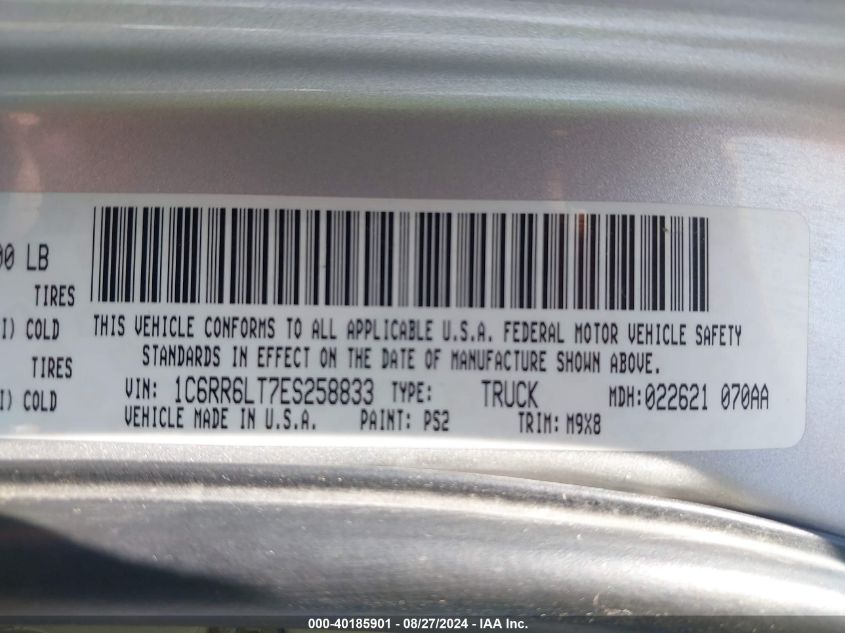 00 LB
TIRES
I) COLD
TIRES
I) COLD
THIS VEHICLE CONFORMS TO ALL APPLICABLE U.S.A. FEDERAL MOTOR VEHICLE SAFETY
STANDARDS IN EFFECT ON THE DATE OF MANUFACTURE SHOWN ABOVE.
VIN: 1C6RR6LT7ES258833 TYPE: TRUCK MDH:022621 070AA
VEHICLE MADE IN U.S.A. PAINT: PS2 TRIM: M9X8
000-40185901 - 08/27/2024 - IAA Inc.